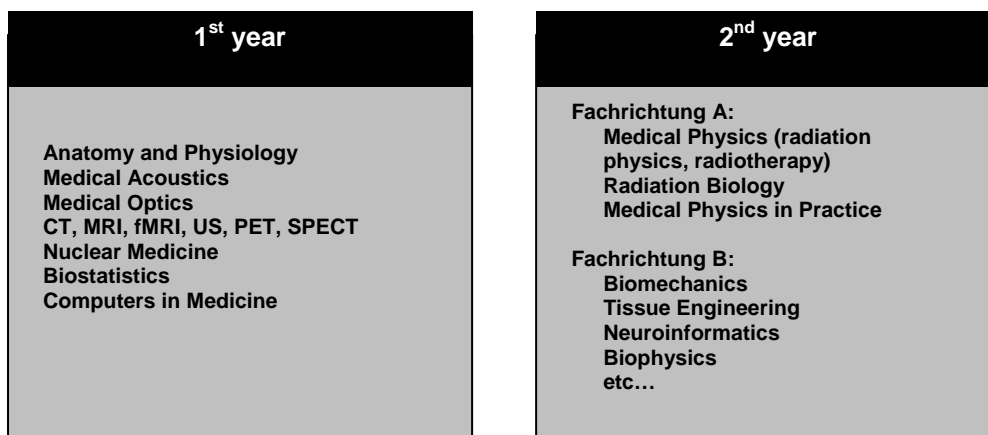 1st year
Anatomy and Physiology
Medical Acoustics
Medical Optics
CT, MRI, fMRI, US, PET, SPECT
Nuclear Medicine
Biostatistics
Computers in Medicine
2nd year
Fachrichtung A:
Medical Physics (radiation
physics, radiotherapy)
Radiation Biology
Medical Physics in Practice
Fachrichtung B:
Biomechanics
Tissue Engineering
Neuroinformatics
Biophysics
etc…